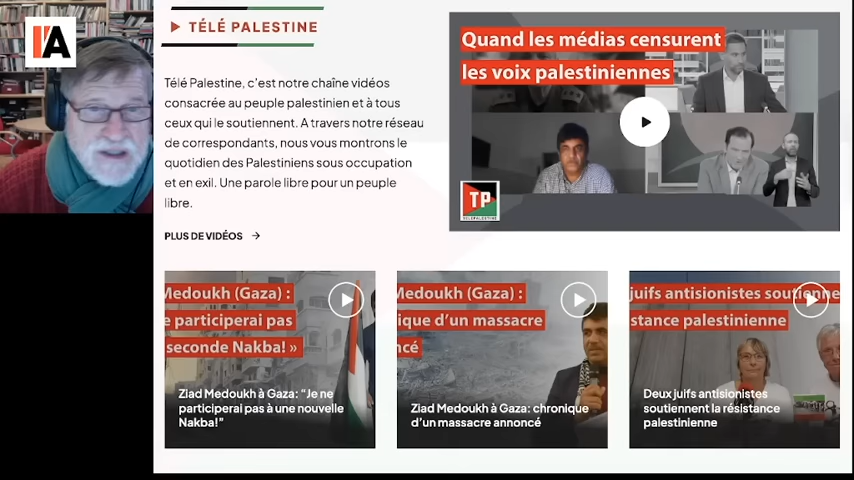 I'A
TÉLÉ PALESTINE
Télé Palestine, c'est notre chaîne vidéos
consacrée au peuple palestinien et à tous
ceux qui le soutiennent. A travers notre réseau
de correspondants, nous vous montrons le
quotidien des Palestiniens sous occupation
et en exil. Une parole libre pour un peuple
libre.
PLUS DE VIDÉOS →
Quand les médias censurent
les voix palestiniennes
TP
TÉLÉPALESTINE
Medoukh (Gaza) :
e participerai pas
seconde Nakba! »
Ziad Medoukh à Gaza: "Je ne
participerai pas à une nouvelle
Nakba!"
Medoukh (Gaza) :
ique d'un massacre
ncé
Ziad Medoukh à Gaza: chronique
d'un massacre annoncé
juifs antisionistes soutienne
stance palestinienne
Deux juifs antisionistes
soutiennent la résistance
palestinienne